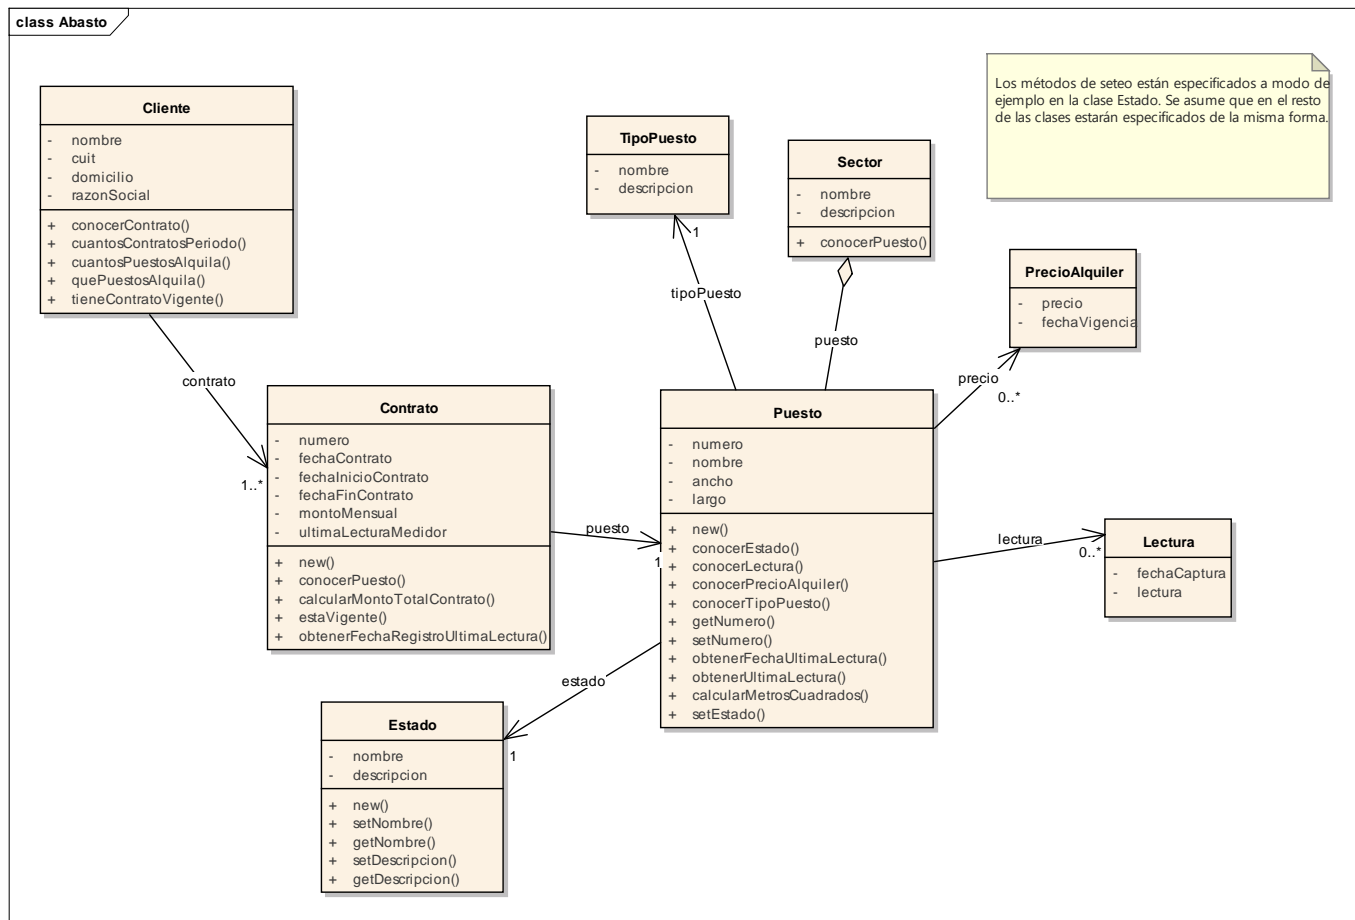 class Abasto
Los métodos de seteo están especificados a modo de
ejemplo en la clase Estado. Se asume que en el resto
de las clases estarán especificados de la misma forma.
Cliente
- nombre
- cuit
- domicilio
- razonSocial
+ conocerContrato()
+ cuantosContratosPeriodo()
+ cuantosPuestosAlquila()
+ quePuestosAlquila()
+ tieneContratoVigente()
TipoPuesto
- nombre
- descripcion
Sector
- nombre
- descripcion
+ conocerPuesto()
PrecioAlquiler
- precio
- fechaVigencia
1
tipoPuesto
puesto
precio
0..*
contrato
1..*
Contrato
- numero
- fechaContrato
- fechaInicioContrato
- fechaFinContrato
- montoMensual
- ultimaLecturaMedidor
+ new()
+ conocerPuesto()
+ calcularMontoTotalContrato()
+ estaVigente()
+ obtenerFechaRegistroUltimaLectura()
puesto
1
Puesto
- numero
- nombre
- ancho
- largo
+ new()
+ conocerEstado()
+ conocerLectura()
+ conocerPrecioAlquiler()
+ conocerTipoPuesto()
+ getNumero()
+ setNumero()
+ obtenerFechaUltimaLectura()
+ obtenerUltimaLectura()
+ calcularMetrosCuadrados()
+ setEstado()
lectura
0..*
Lectura
- fechaCaptura
- lectura
estado
1
Estado
- nombre
- descripcion
+ new()
+ setNombre()
+ getNombre()
+ setDescripcion()
+ getDescripcion()